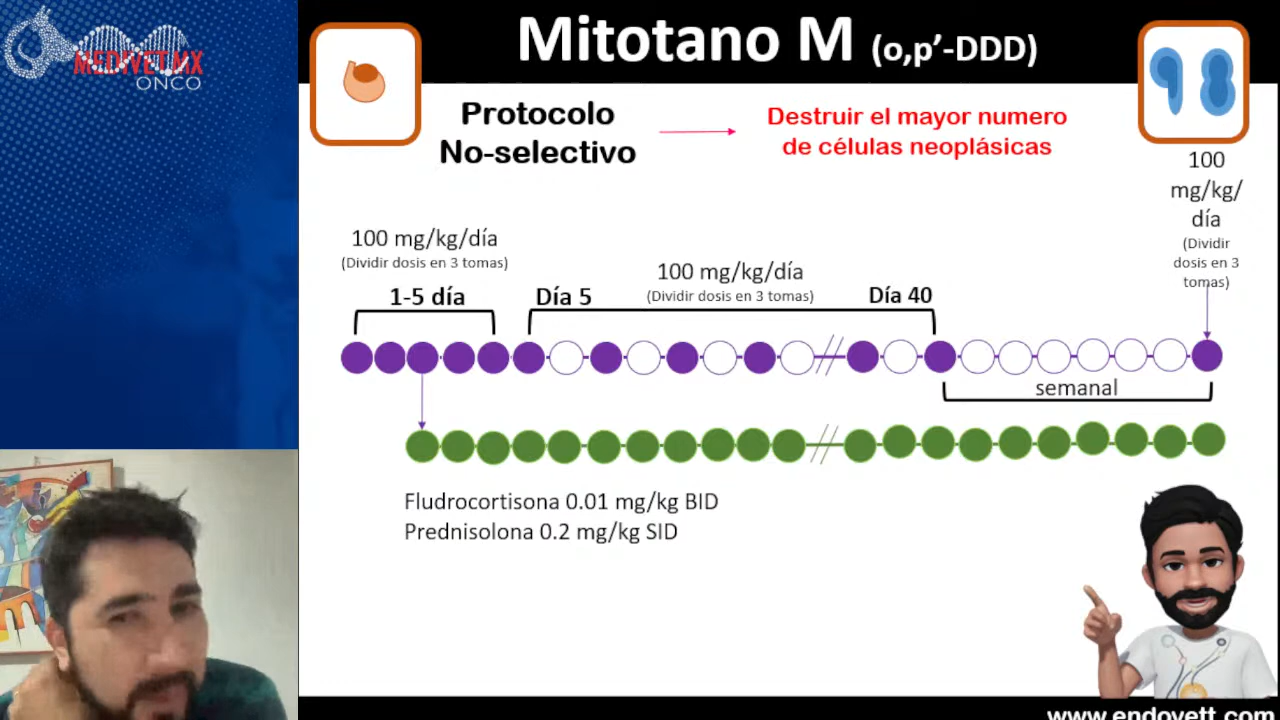 MEDIVET.MX
ONCO
Mitotano M (o,p’-DDD)
Protocolo
No-selectivo
Destruir el mayor numero
de células neoplásicas
100
mg/kg/
día
(Dividir
dosis en 3
tomas)
100 mg/kg/día
(Dividir dosis en 3 tomas)
1-5 día
100 mg/kg/día
Día 5
(Dividir dosis en 3 tomas)
Día 40
semanal
Fludrocortisona 0.01 mg/kg BID
Prednisolona 0.2 mg/kg SID
www.endovett.com